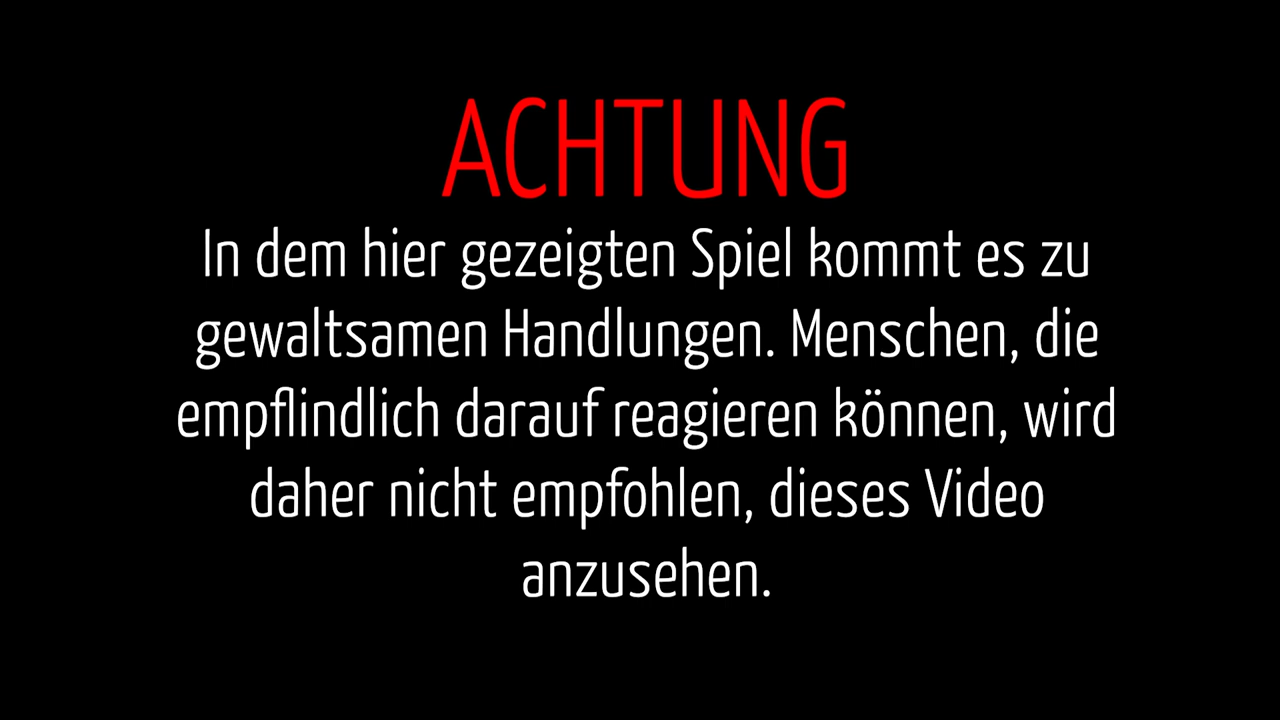 ACHTUNG
In dem hier gezeigten Spiel kommt es zu
gewaltsamen Handlungen. Menschen, die
empflindlich darauf reagieren können, wird
daher nicht empfohlen, dieses Video
anzusehen.